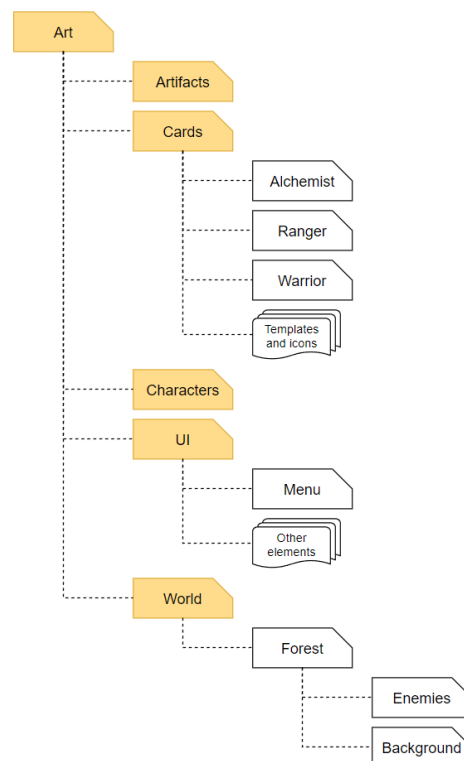 Art
Artifacts
Cards
Alchemist
Ranger
Warrior
Templates
and icons
Characters
UI
Menu
Other
elements
World
Forest
Enemies
Background